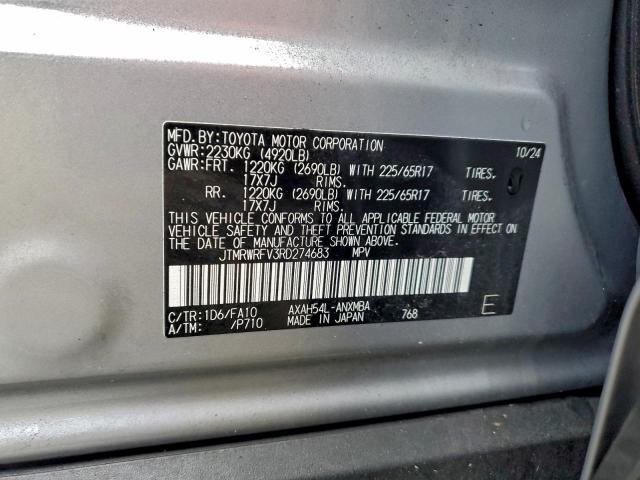 MFD. BY: TOYOTA MOTOR CORPORATION 10/24
GVWR: 2230KG (4920LB)
GAWR: FRT. 1220KG (2690LB) WITH 225/65R17 TIRES.
17X7J RIMS.
RR. 1220KG (2690LB) WITH 225/65R17 TIRES.
17X7J RIMS.
THIS VEHICLE CONFORMS TO ALL APPLICABLE FEDERAL MOTOR
VEHICLE SAFETY AND THEFT PREVENTION STANDARDS IN EFFECT ON THE
DATE OF MANUFACTURE SHOWN ABOVE.
JTMRWRFV3RD274683 MPV
C/TR: 1D6/FA10 AXAH54L-ANXMBA
A/TM: /P710 MADE IN JAPAN 768 E